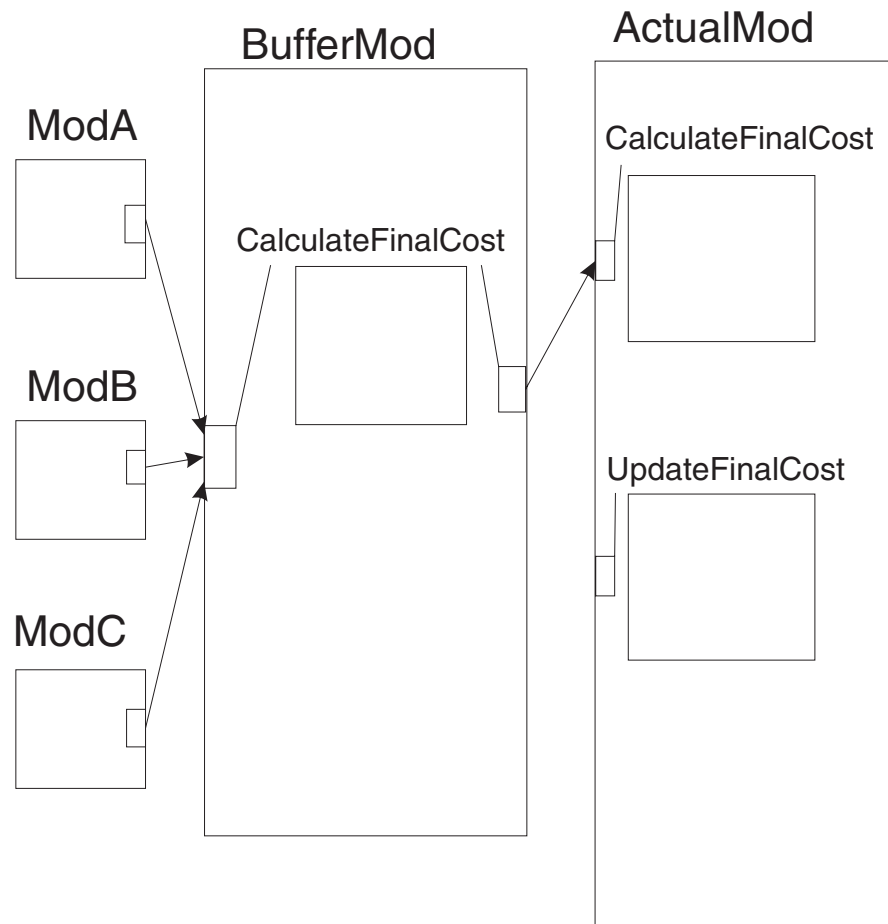 BufferMod
ActualMod
ModA
CalculateFinalCost
CalculateFinalCost
ModB
UpdateFinalCost
ModC